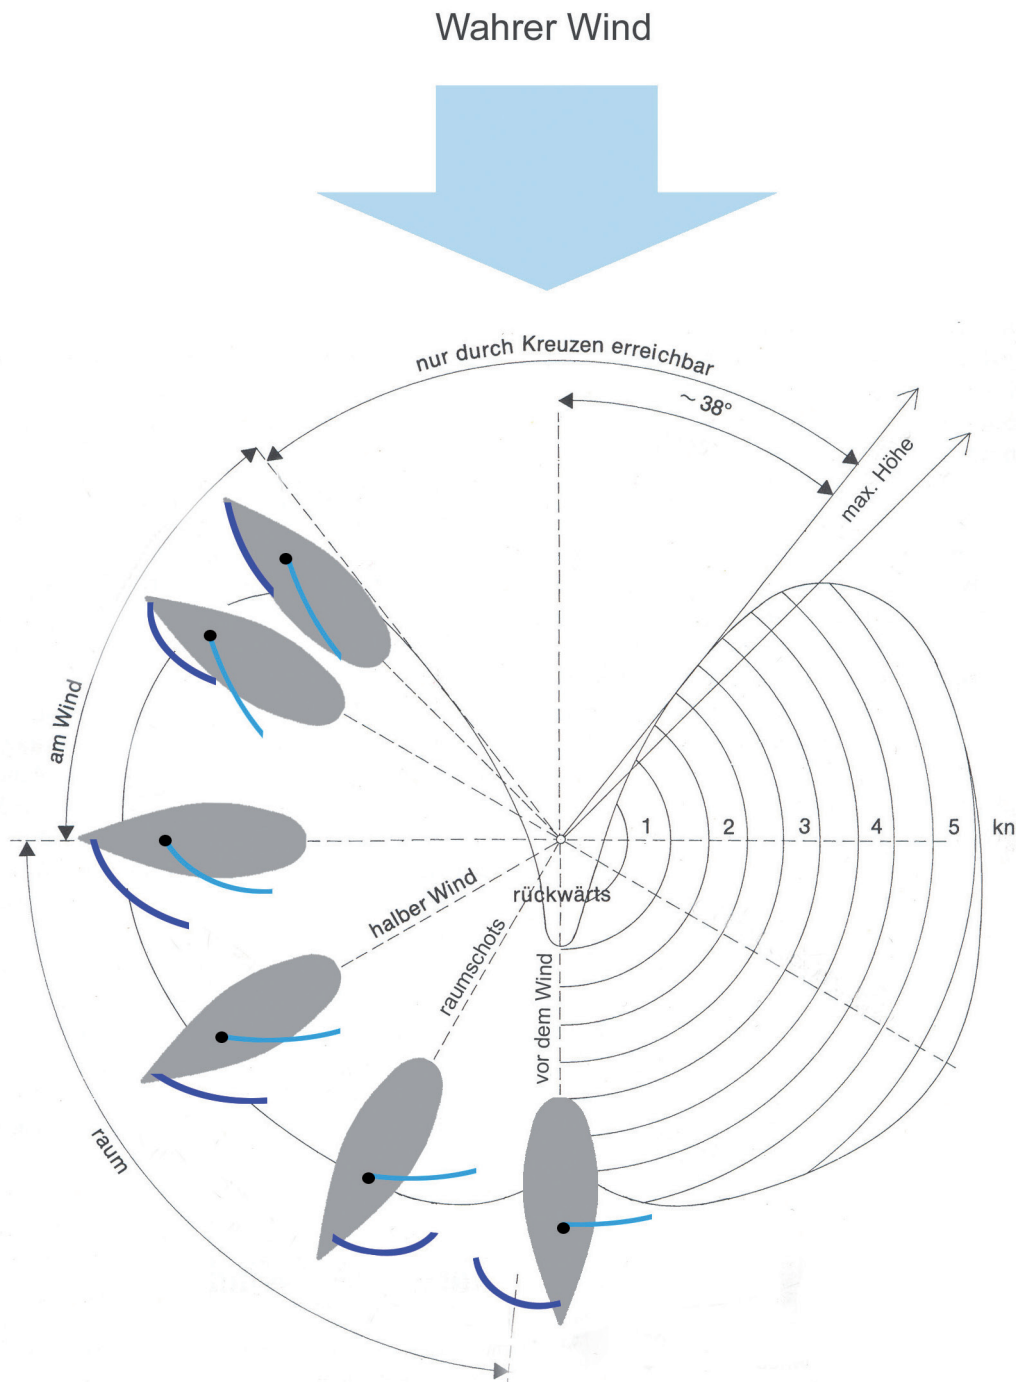 Wahrer Wind
nur durch Kreuzen erreichbar
~ 38°
max. Höhe
am Wind
1 2 3 4 5 kn
rückwärts
halber Wind
raumschots
vor dem Wind
raum